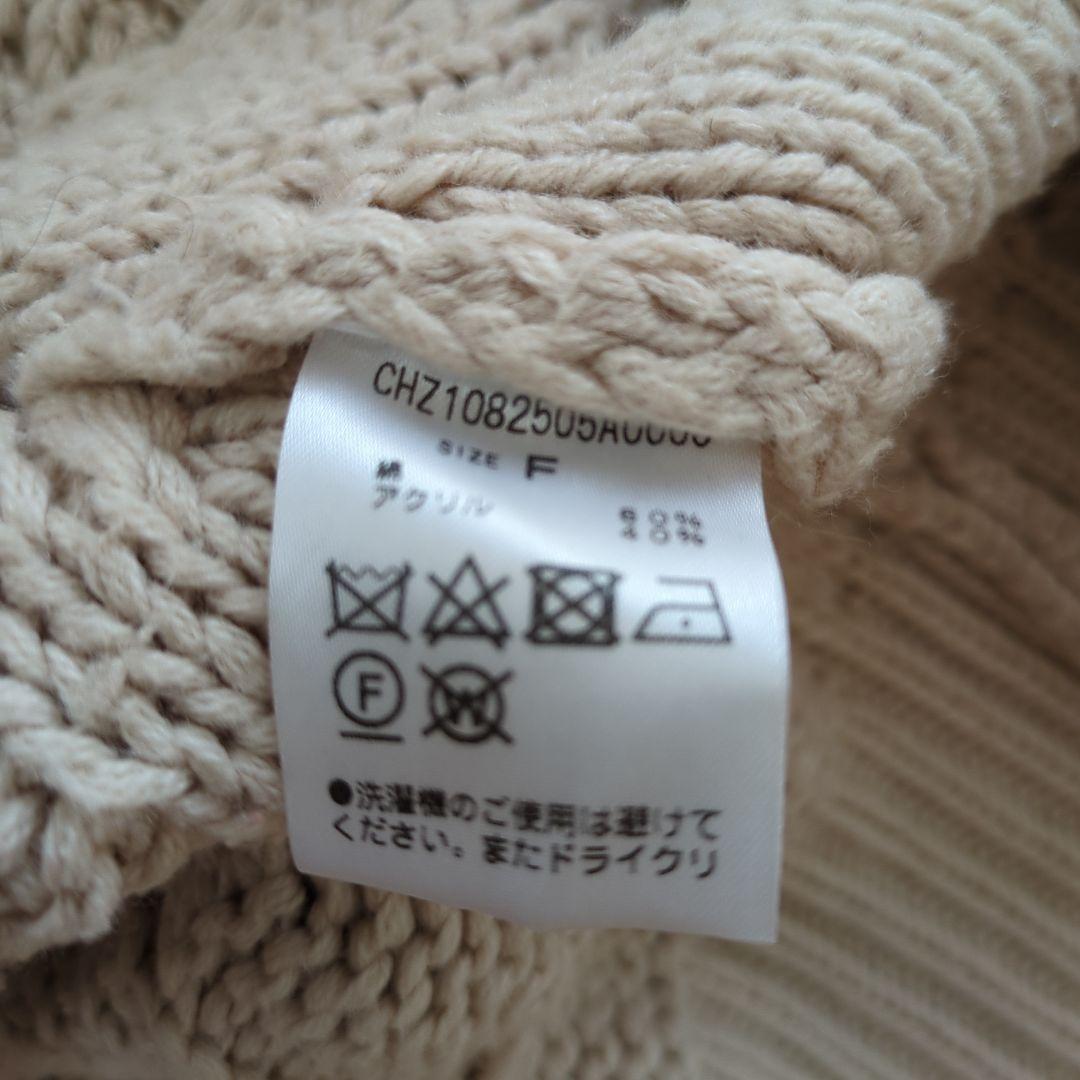 CHZ1082505A0000
SIZE F
綿 60%
アクリル 40%
F
W
●洗濯機のご使用は避けて
ください。またドライクリ